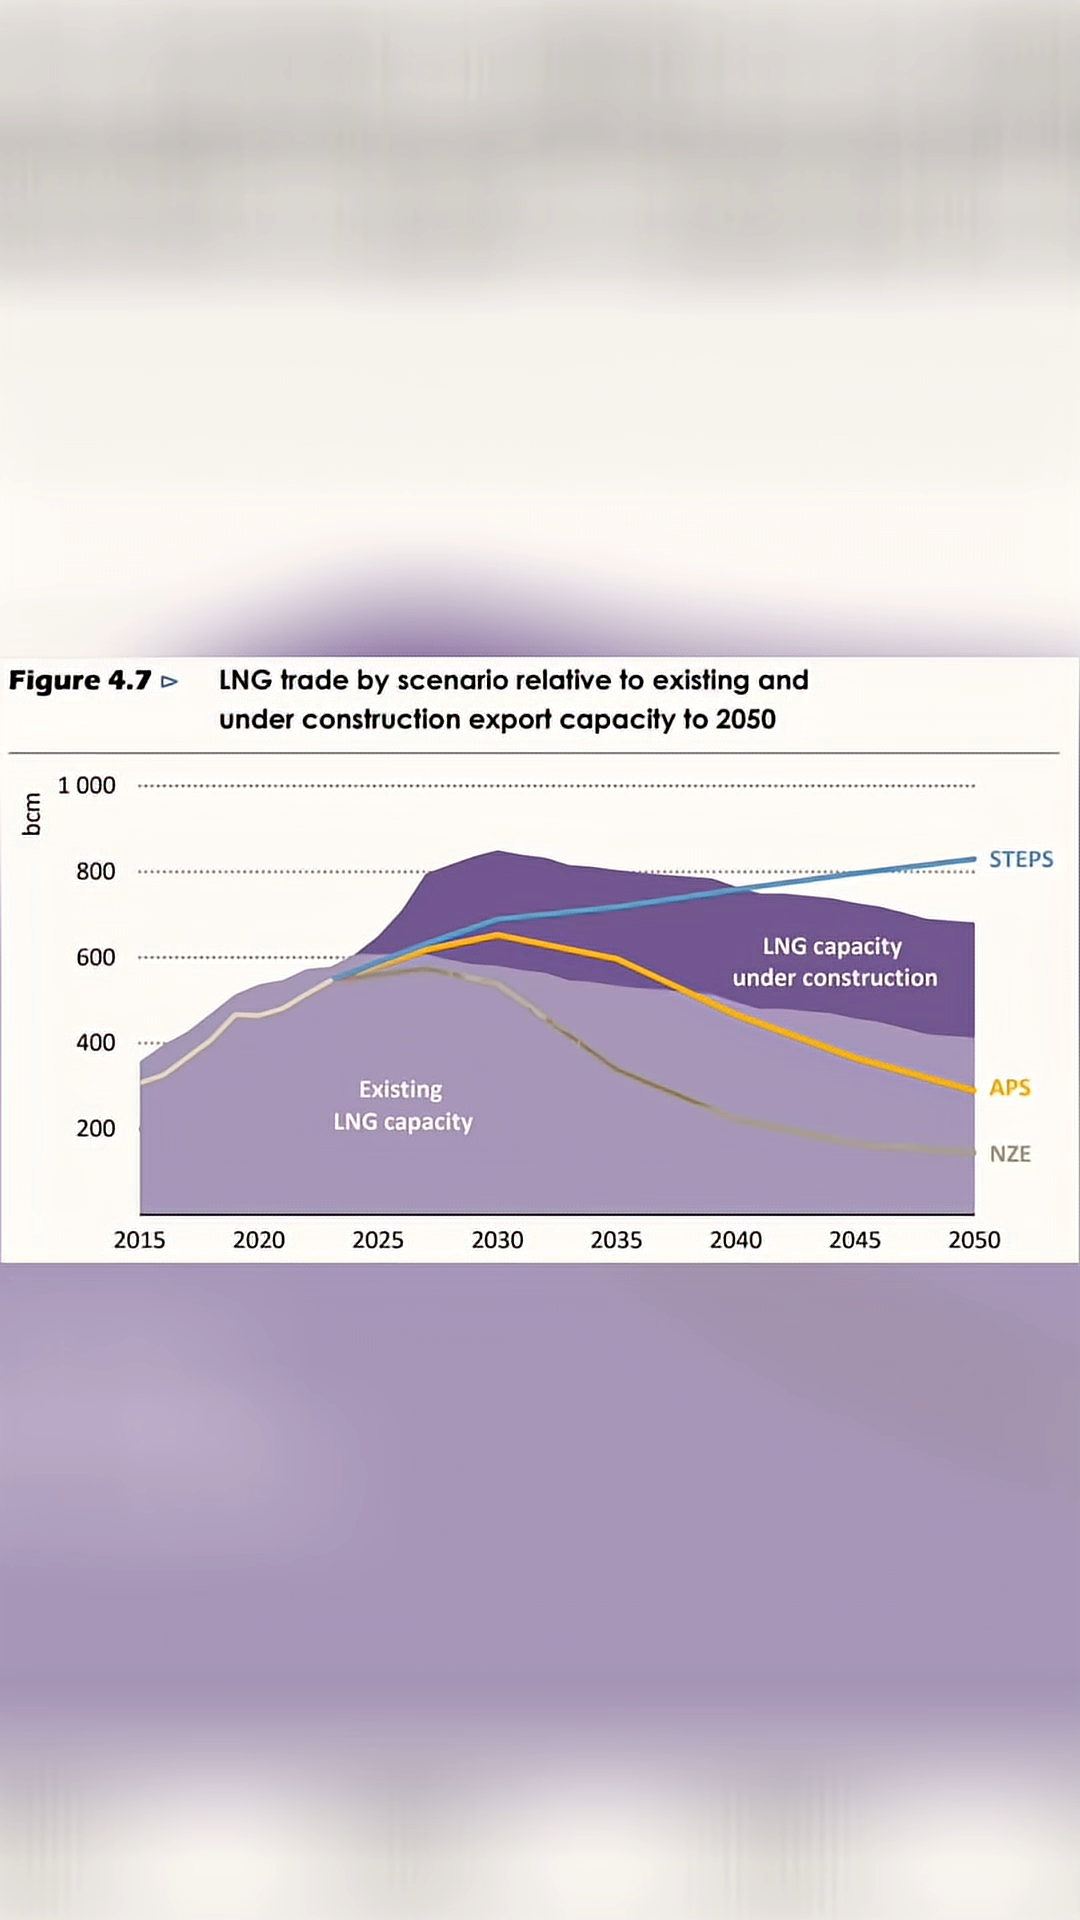 Figure 4.7 ▷ LNG trade by scenario relative to existing and
under construction export capacity to 2050
bcm
1 000
800
600
400
200
STEPS
LNG capacity
under construction
Existing
LNG capacity
APS
NZE
2015 2020 2025 2030 2035 2040 2045 2050